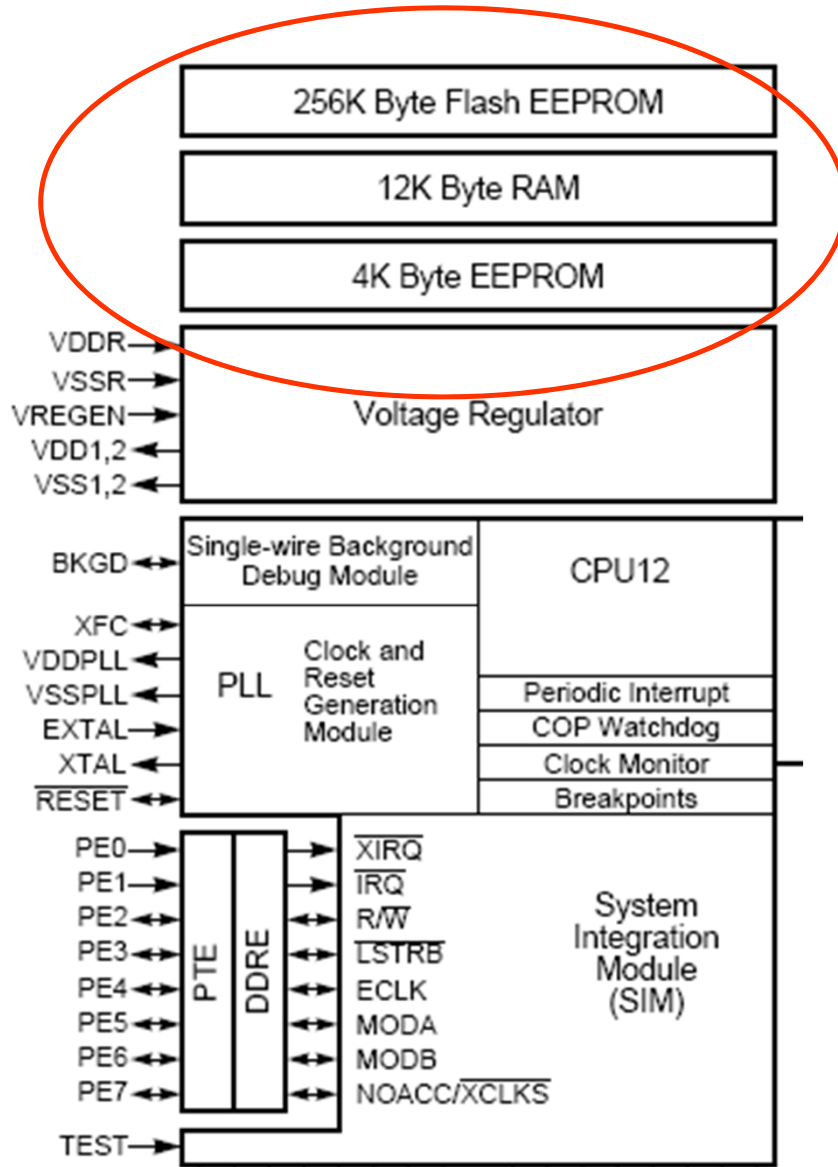 256K Byte Flash EEPROM
12K Byte RAM
4K Byte EEPROM
VDDR
VSSR
VREGEN
VDD1,2
VSS1,2
Voltage Regulator
BKGD
Single-wire Background
Debug Module
CPU12
XFC
VDDPLL
VSSPLL
EXTAL
XTAL
RESET
PLL
Clock and
Reset
Generation
Module
Periodic Interrupt
COP Watchdog
Clock Monitor
Breakpoints
PE0
PE1
PE2
PE3
PE4
PE5
PE6
PE7
PTE
DDRE
XIRQ
IRQ
R/W
LSTRB
ECLK
MODA
MODB
NOACC/XCLKS
System
Integration
Module
(SIM)
TEST